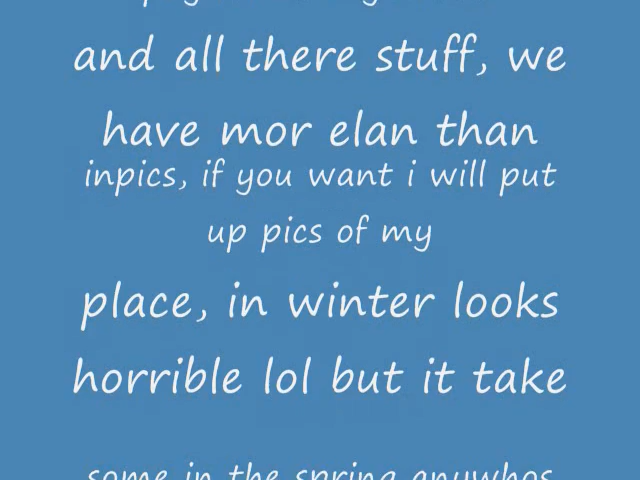 and all there stuff, we
have mor elan than
inpics, if you want i will put
up pics of my
place, in winter looks
horrible lol but it take
some in the spring anywhos